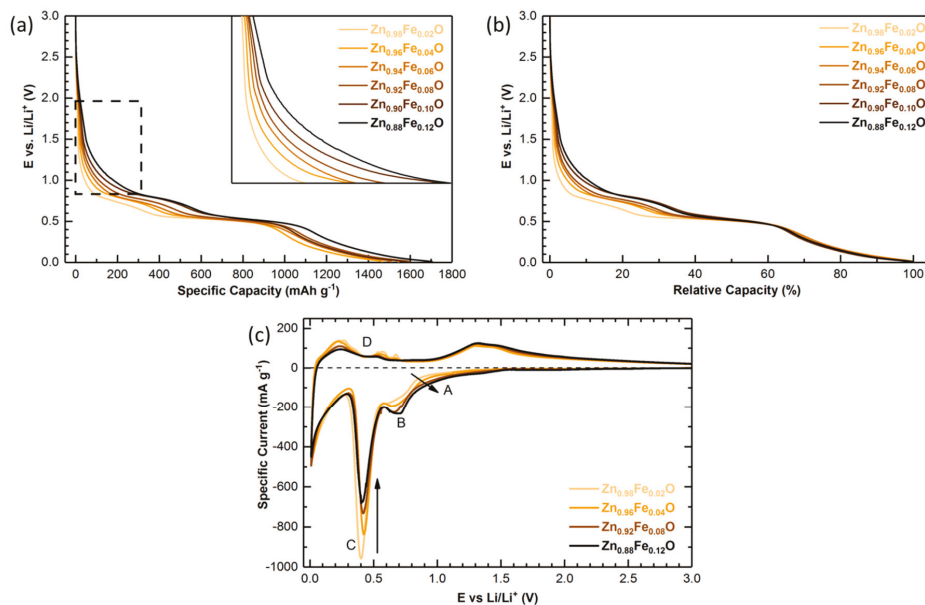 (a)
Zn0.98Fe0.02O
Zn0.96Fe0.04O
Zn0.94Fe0.06O
Zn0.92Fe0.08O
Zn0.90Fe0.10O
Zn0.88Fe0.12O
E vs. Li/Li+ (V)
3.0
2.5
2.0
1.5
1.0
0.5
0.0
0 200 400 600 800 1000 1200 1400 1600 1800
Specific Capacity (mAh g-1)
(b)
Zn0.98Fe0.02O
Zn0.96Fe0.04O
Zn0.94Fe0.06O
Zn0.92Fe0.08O
Zn0.90Fe0.10O
Zn0.88Fe0.12O
E vs. Li/Li+ (V)
3.0
2.5
2.0
1.5
1.0
0.5
0.0
0 20 40 60 80 100
Relative Capacity (%)
(c)
Specific Current (mA g-1)
200
0
-200
-400
-600
-800
-1000
D
A
B
C
Zn0.98Fe0.02O
Zn0.96Fe0.04O
Zn0.92Fe0.08O
Zn0.88Fe0.12O
0.0 0.5 1.0 1.5 2.0 2.5 3.0
E vs Li/Li+ (V)